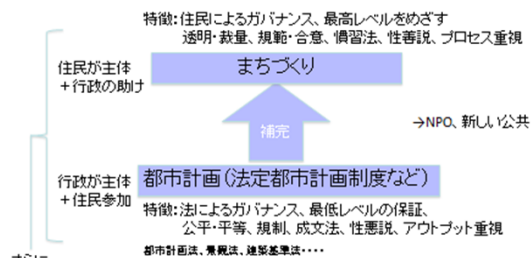 特徴：住民によるガバナンス、最高レベルをめざす
透明・裁量、規範・合意、慣習法、性善説、プロセス重視
住民が主体
＋行政の助け
まちづくり
補完
→NPO、新しい公共
行政が主体
＋住民参加
都市計画（法定都市計画制度など）
特徴：法によるガバナンス、最低レベルの保証、
公平・平等、規制、成文法、性悪説、アウトプット重視
都市計画法、景観法、建築基準法････